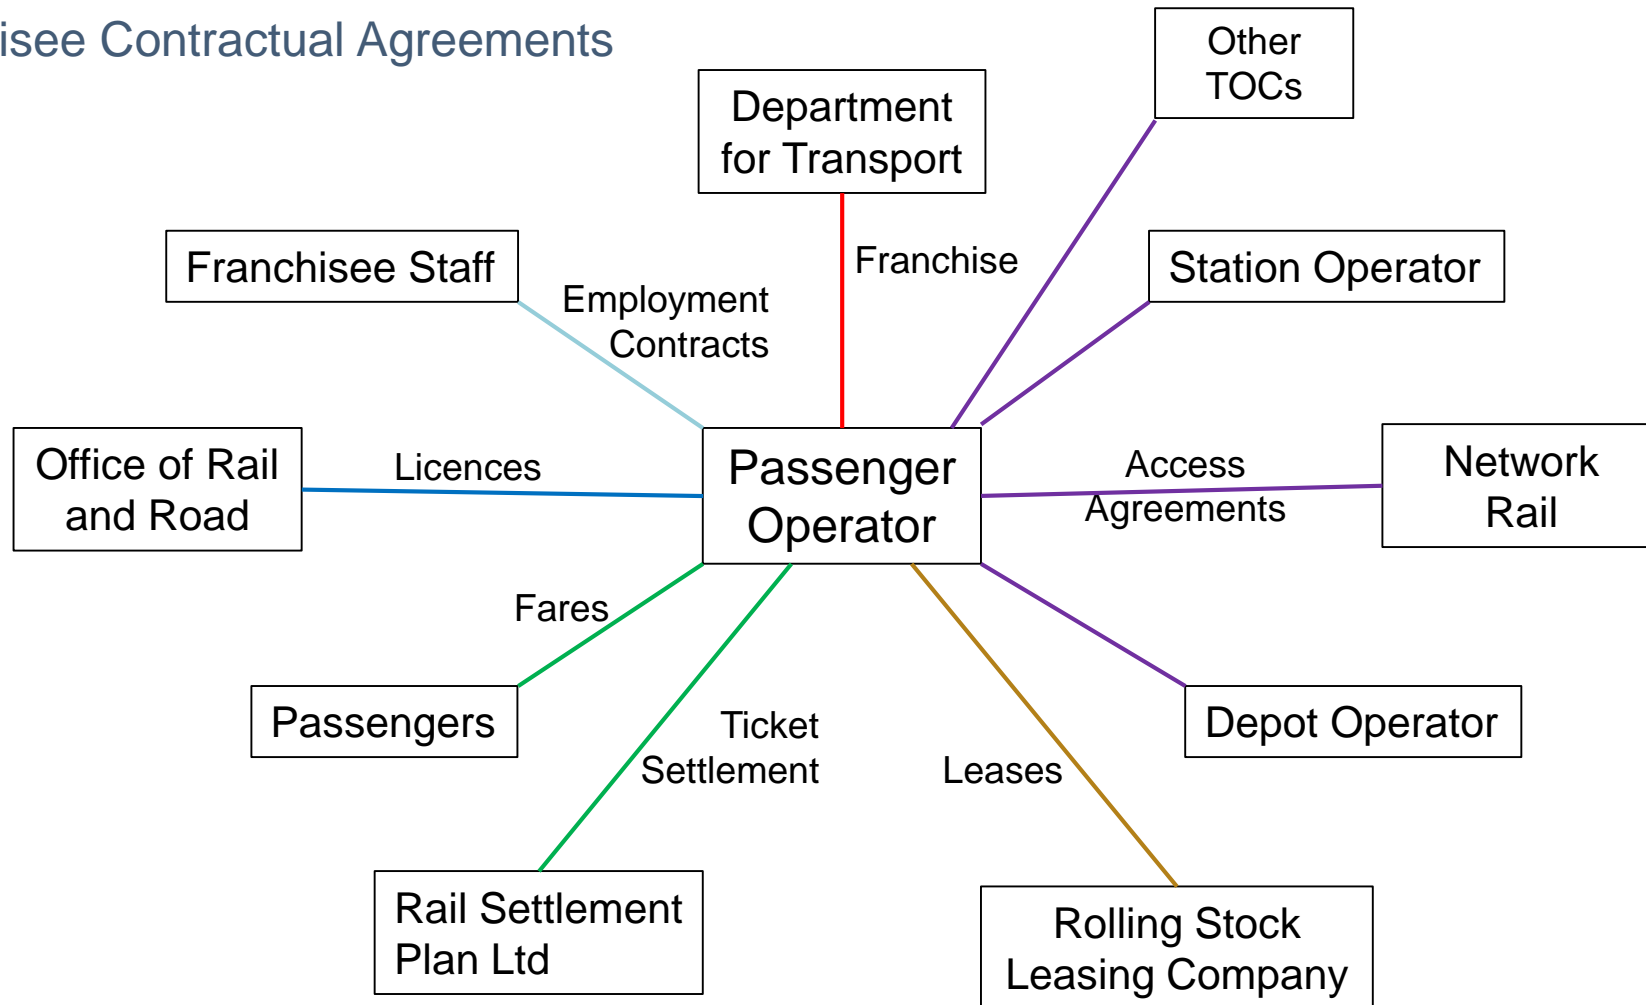 isee Contractual Agreements
Other
TOCs
Department
for Transport
Franchisee Staff
Franchise
Station Operator
Employment
Contracts
Office of Rail
and Road
Licences
Passenger
Operator
Access
Agreements
Network
Rail
Fares
Passengers
Ticket
Settlement
Leases
Depot Operator
Rail Settlement
Plan Ltd
Rolling Stock
Leasing Company